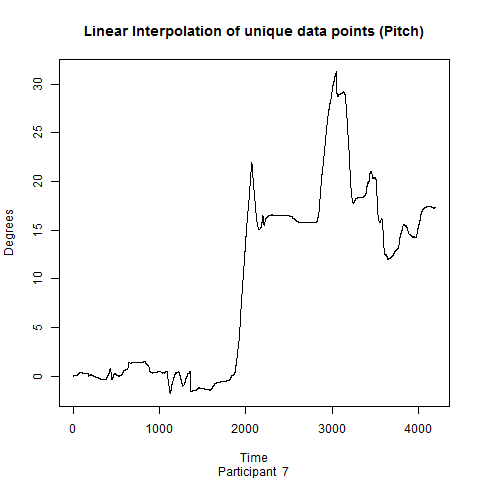 Linear Interpolation of unique data points (Pitch)
30
25
20
15
10
5
0
Degrees
0 1000 2000 3000 4000
Time
Participant 7